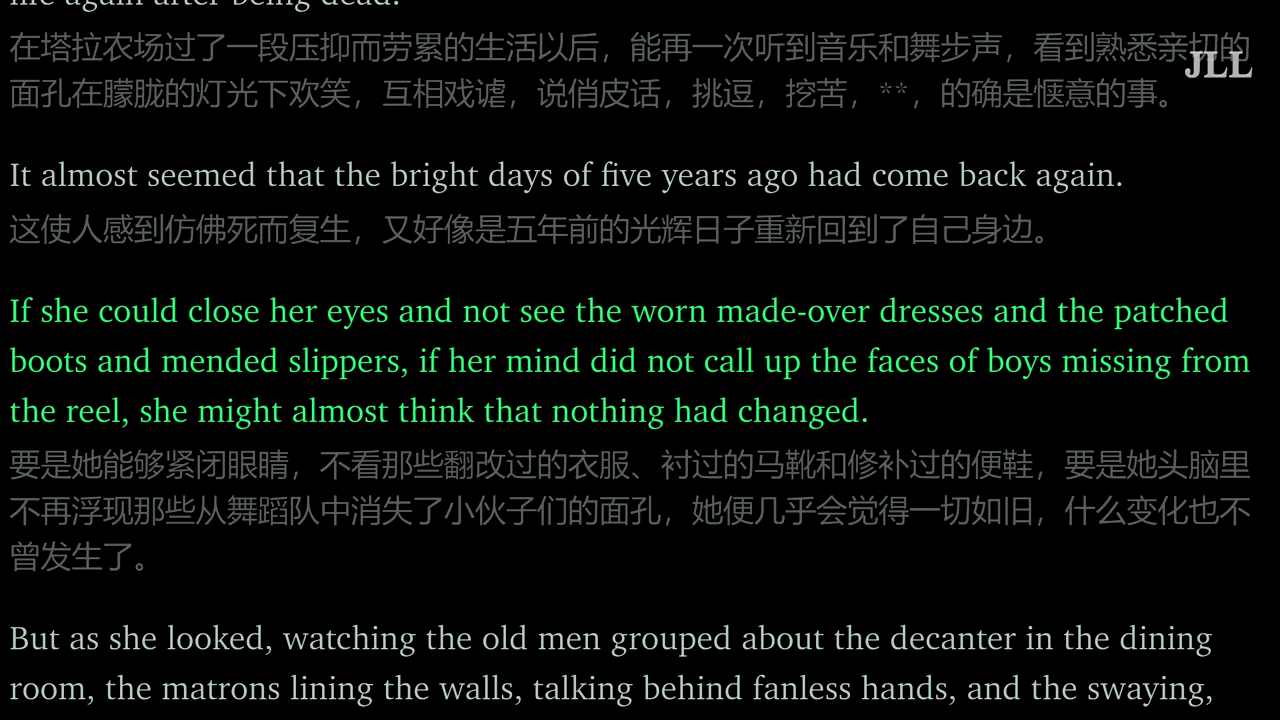 me again after being dead.
在塔拉农场过了一段压抑而劳累的生活以后，能再一次听到音乐和舞步声，看到熟悉亲切的
JLL
面孔在朦胧的灯光下欢笑，互相戏谑，说俏皮话，挑逗，挖苦，**，的确是惬意的事。
It almost seemed that the bright days of five years ago had come back again.
这使人感到仿佛死而复生，又好像是五年前的光辉日子重新回到了自己身边。
If she could close her eyes and not see the worn made-over dresses and the patched
boots and mended slippers, if her mind did not call up the faces of boys missing from
the reel, she might almost think that nothing had changed.
要是她能够紧闭眼睛，不看那些翻改过的衣服、衬过的马靴和修补过的便鞋，要是她头脑里
不再浮现那些从舞蹈队中消失了小伙子们的面孔，她便几乎会觉得一切如旧，什么变化也不
曾发生了。
But as she looked, watching the old men grouped about the decanter in the dining
room, the matrons lining the walls, talking behind fanless hands, and the swaying,